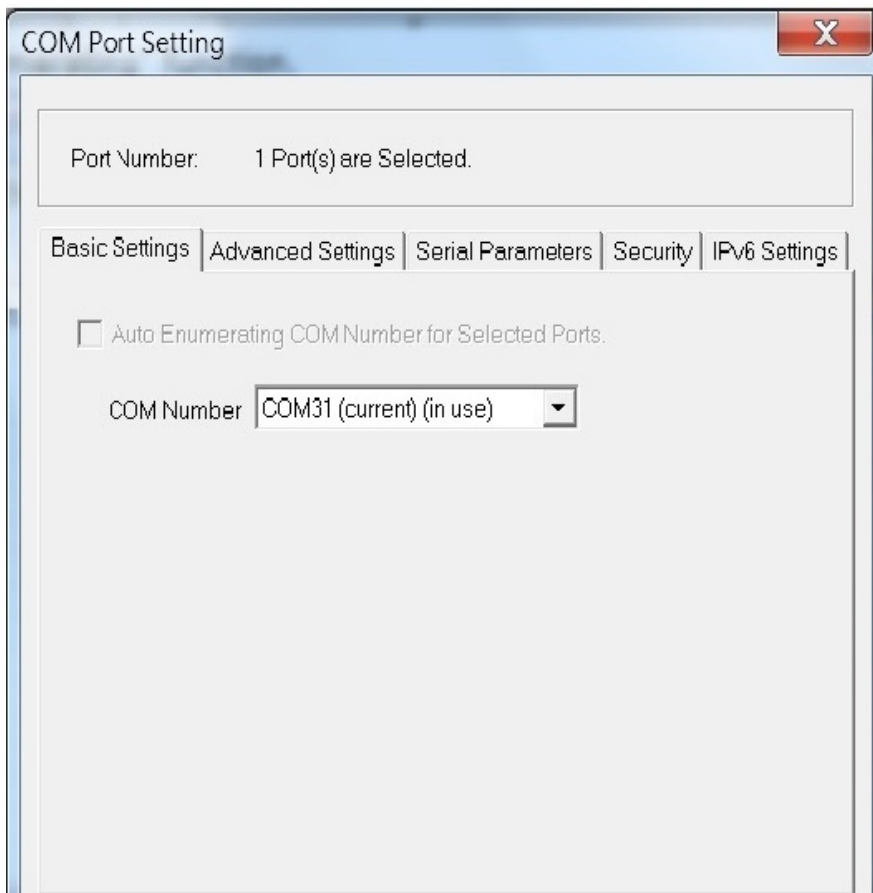 COM Port Setting
Port Number: 1 Port(s) are Selected.
Basic Settings Advanced Settings Serial Parameters Security IPv6 Settings
Auto Enumerating COM Number for Selected Ports.
COM Number COM31 (current) (in use)